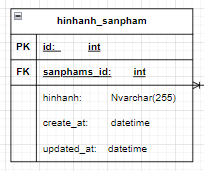 hinhanh_sanpham
PK id: int
FK sanphams_id: int
hinhanh: Nvarchar(255)
create_at: datetime
updated_at: datetime